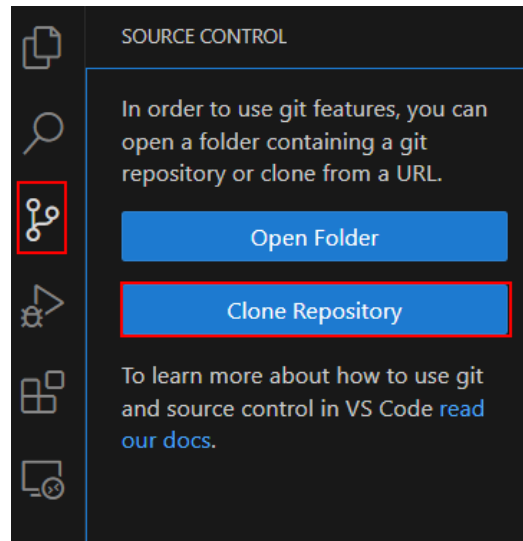 SOURCE CONTROL
In order to use git features, you can
open a folder containing a git
repository or clone from a URL.
Open Folder
Clone Repository
To learn more about how to use git
and source control in VS Code read
our docs.